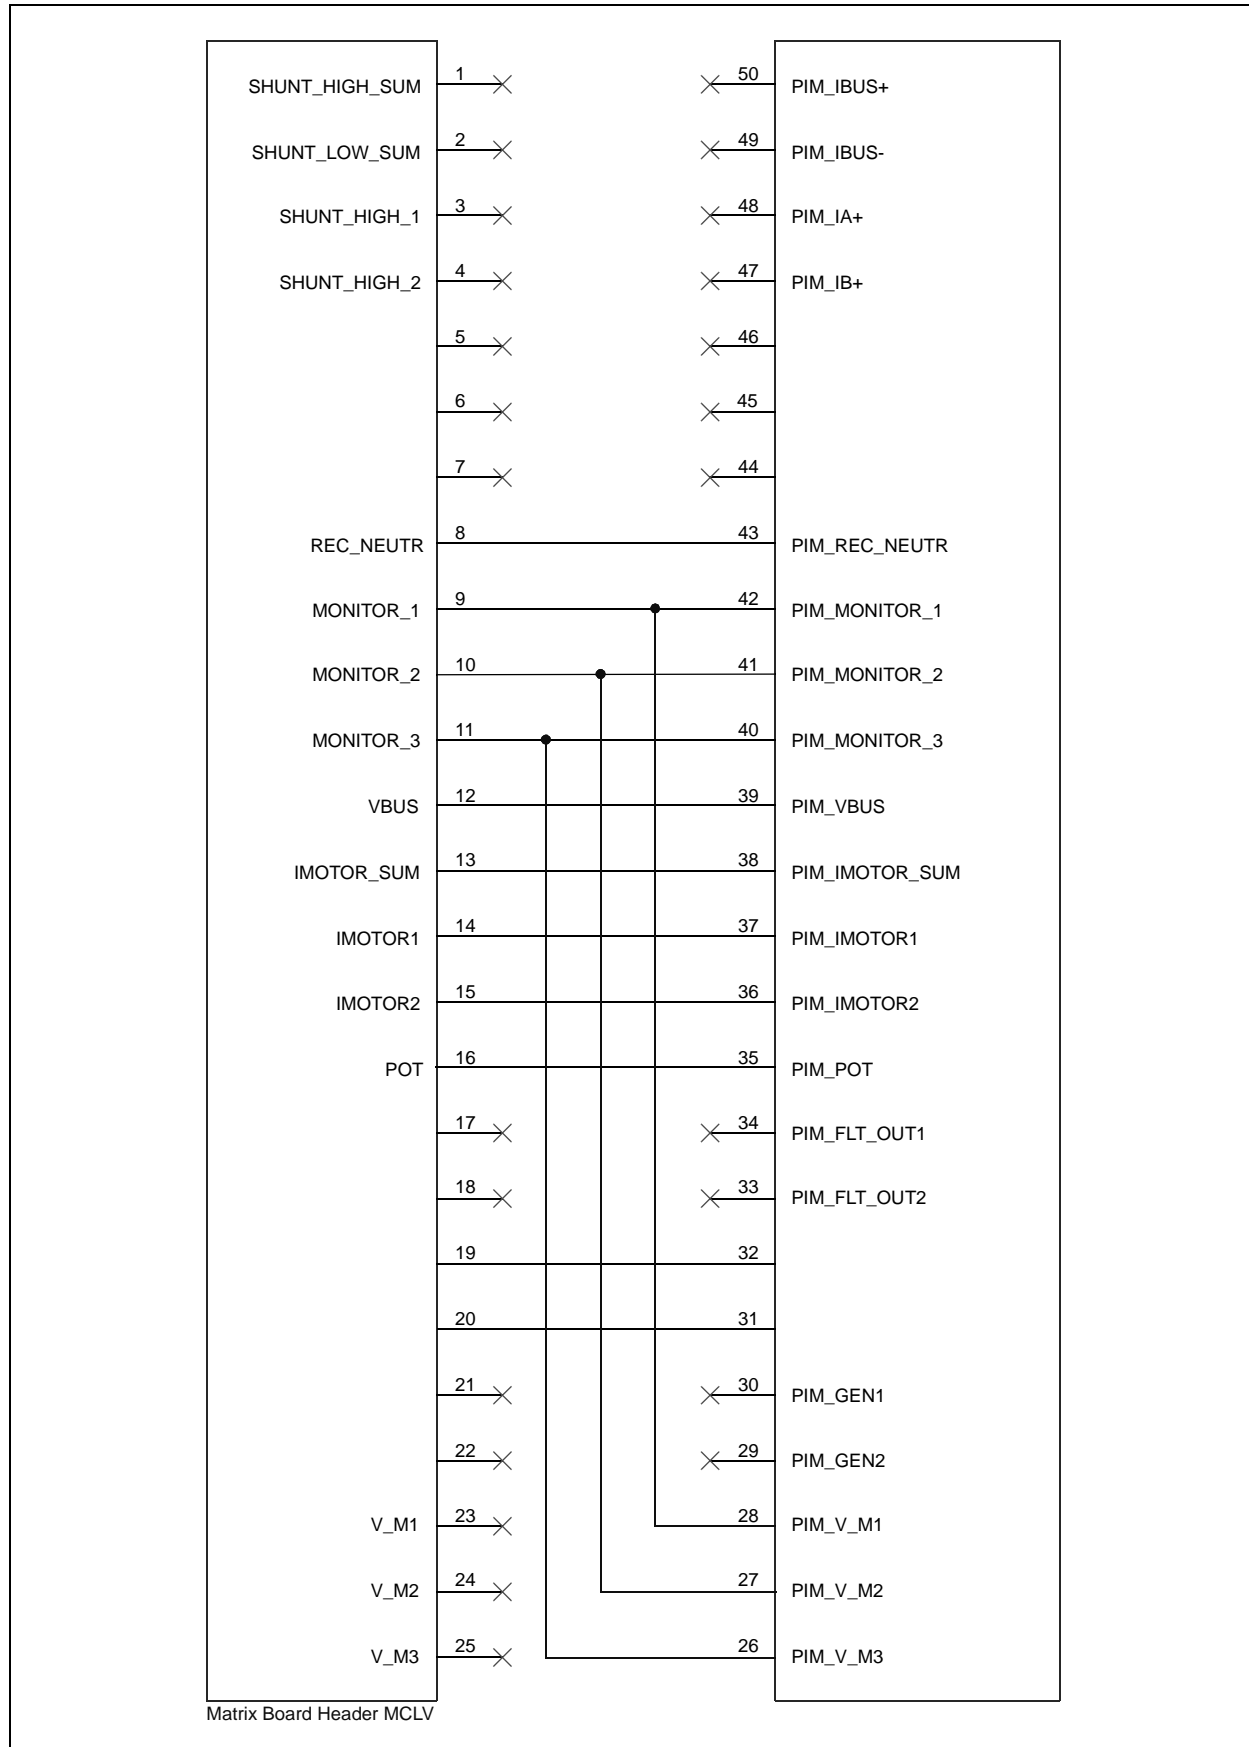 SHUNT_HIGH_SUM 1 50 PIM_IBUS+
SHUNT_LOW_SUM 2 49 PIM_IBUS-
SHUNT_HIGH_1 3 48 PIM_IA+
SHUNT_HIGH_2 4 47 PIM_IB+
5 46
6 45
7 44
REC_NEUTR 8 43 PIM_REC_NEUTR
MONITOR_1 9 42 PIM_MONITOR_1
MONITOR_2 10 41 PIM_MONITOR_2
MONITOR_3 11 40 PIM_MONITOR_3
VBUS 12 39 PIM_VBUS
IMOTOR_SUM 13 38 PIM_IMOTOR_SUM
IMOTOR1 14 37 PIM_IMOTOR1
IMOTOR2 15 36 PIM_IMOTOR2
POT 16 35 PIM_POT
17 34 PIM_FLT_OUT1
18 33 PIM_FLT_OUT2
19 32
20 31
21 30 PIM_GEN1
22 29 PIM_GEN2
V_M1 23 28 PIM_V_M1
V_M2 24 27 PIM_V_M2
V_M3 25 26 PIM_V_M3
Matrix Board Header MCLV